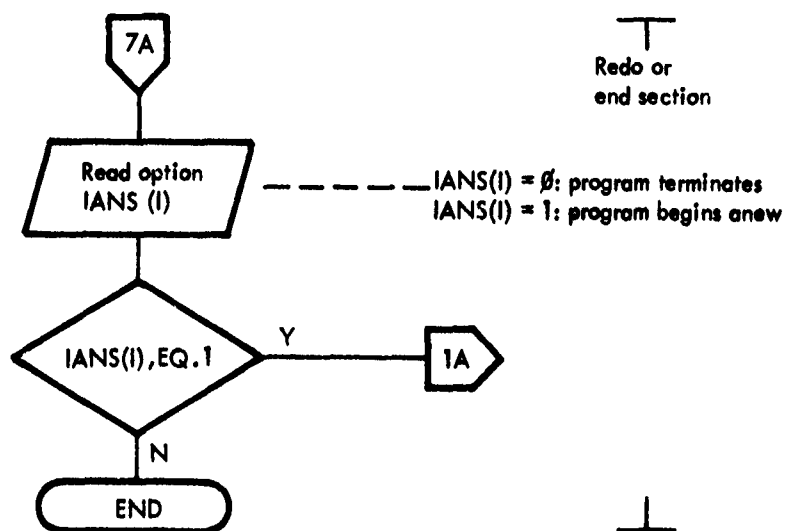 7A
Redo or
end section
Read option
IANS (I)
IANS(I) = Ø: program terminates
IANS(I) = 1: program begins anew
IANS(I),EQ.1
Y
1A
N
END